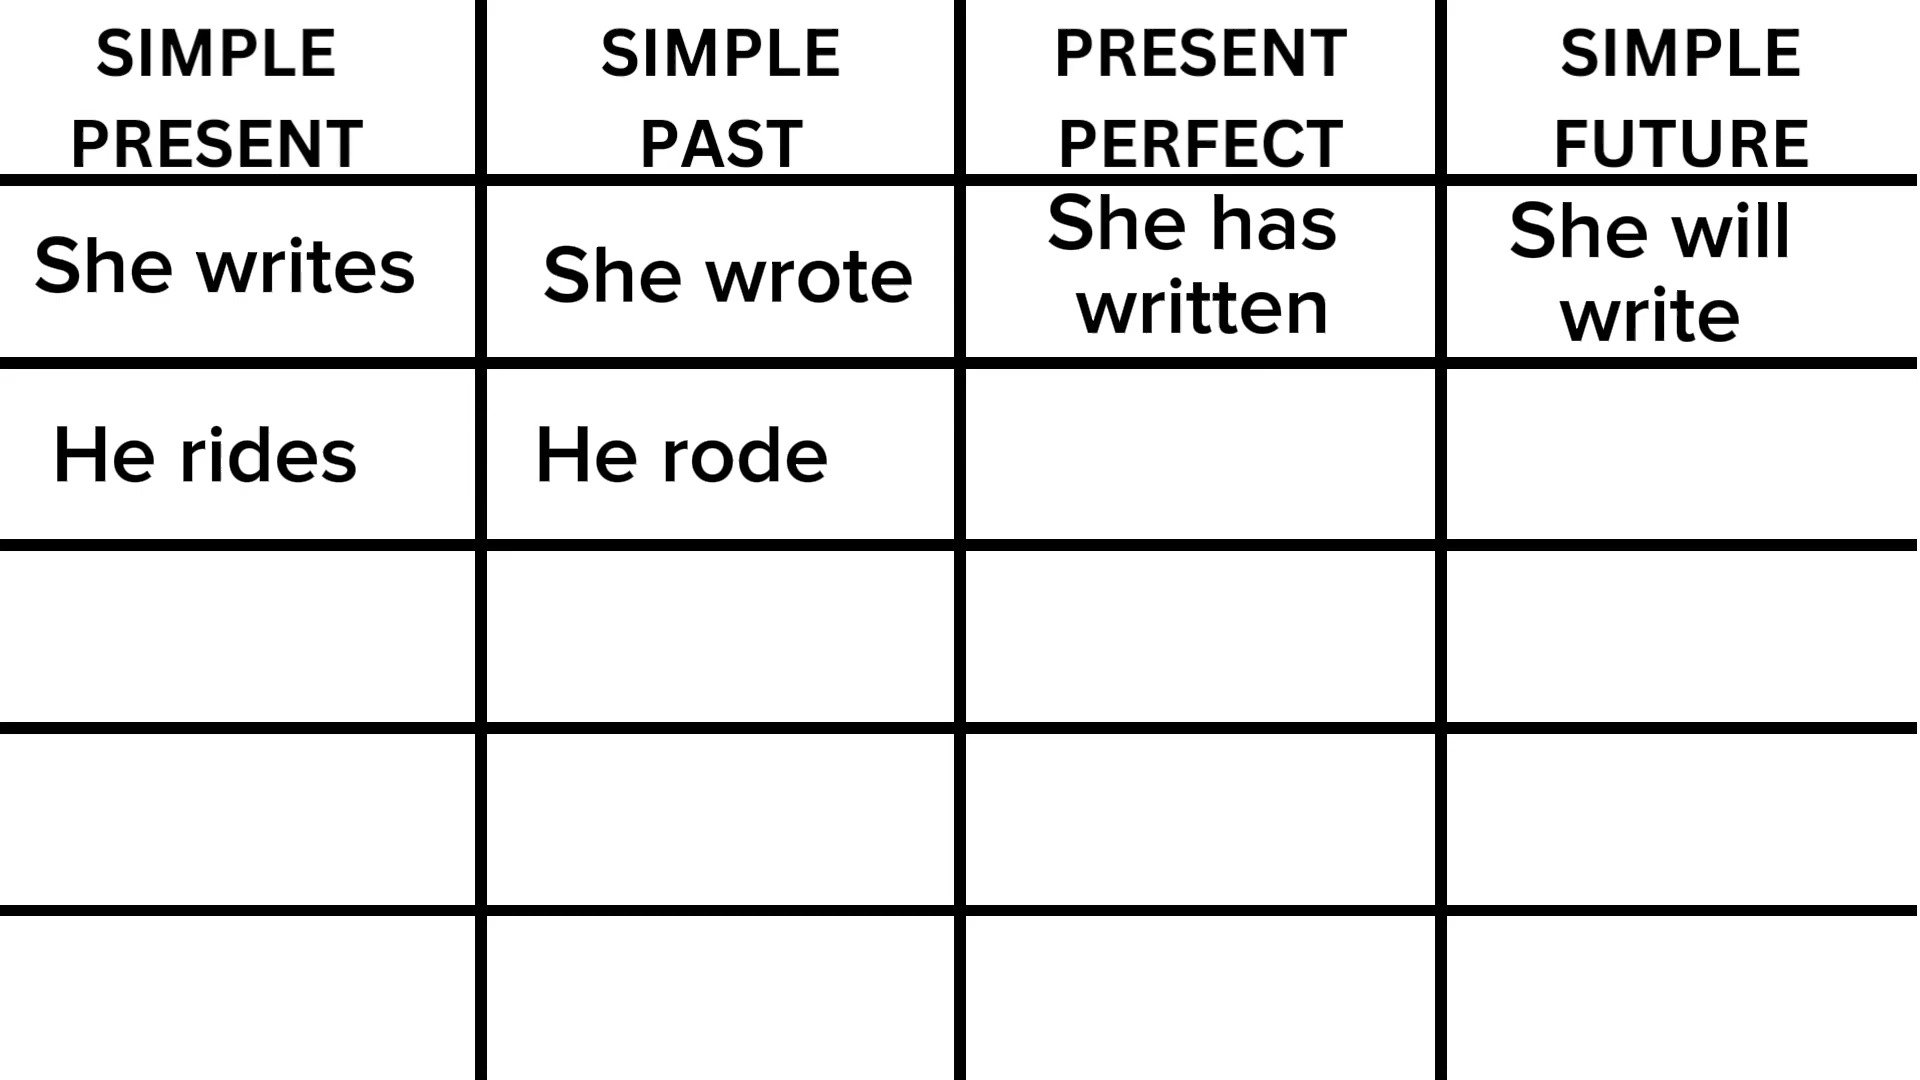 SIMPLE
PRESENT
SIMPLE
PAST
PRESENT
PERFECT
SIMPLE
FUTURE
She writes
She wrote
She has
written
She will
write
He rides
He rode